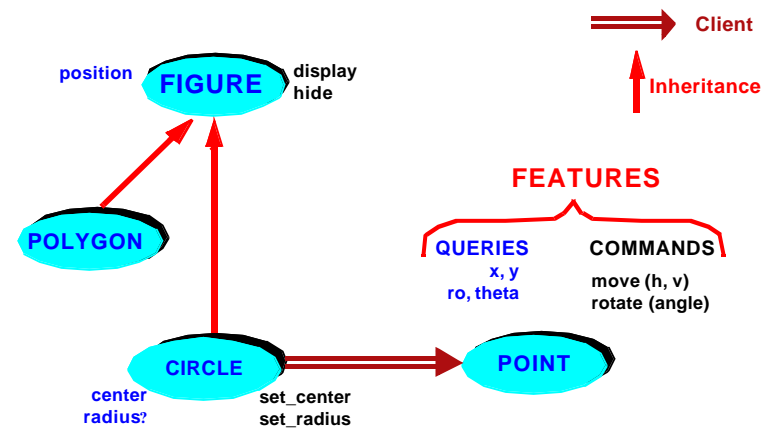 Client
position
FIGURE
display
hide
Inheritance
FEATURES
POLYGON
QUERIES
x, y
ro, theta
COMMANDS
move (h, v)
rotate (angle)
CIRCLE
POINT
center
radius?
set_center
set_radius